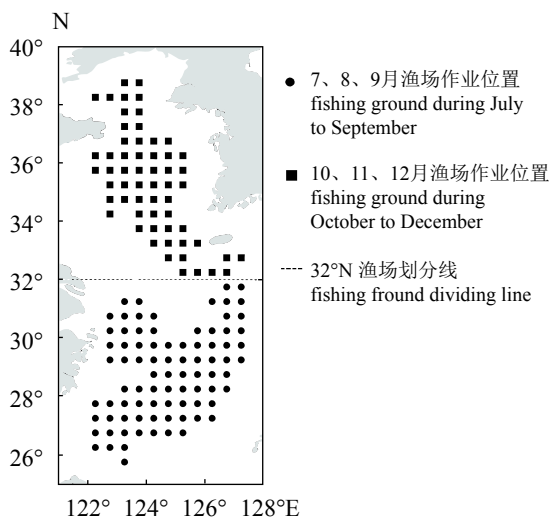 N
40°
38°
36°
34°
32°
30°
28°
26°
122° 124° 126° 128°E
7、8、9月渔场作业位置
fishing ground during July
to September
10、11、12月渔场作业位置
fishing ground during
October to December
32°N 渔场划分线
fishing fround dividing line